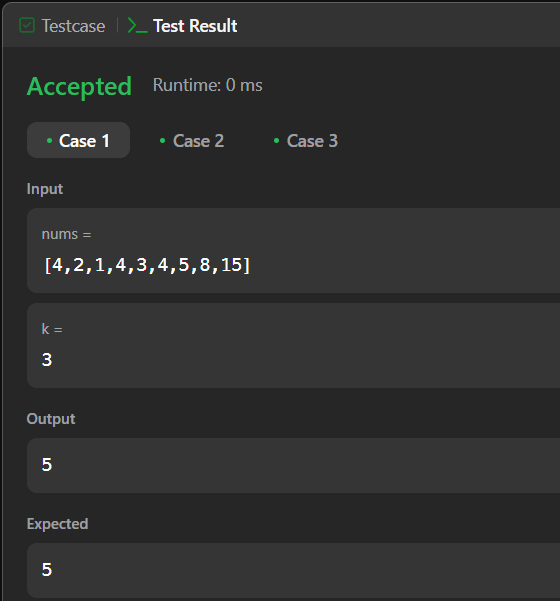 Testcase | >_ Test Result
Accepted Runtime: 0 ms
• Case 1 • Case 2 • Case 3
Input
nums =
[4,2,1,4,3,4,5,8,15]
k =
3
Output
5
Expected
5